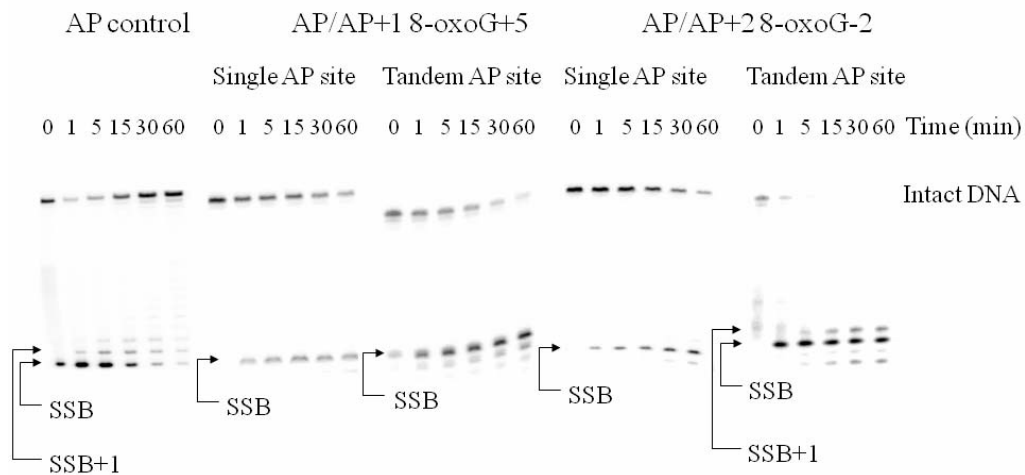 AP control AP/AP+1 8-oxoG+5 AP/AP+2 8-oxoG-2
Single AP site Tandem AP site Single AP site Tandem AP site
0 1 5 15 30 60 0 1 5 15 30 60 0 1 5 15 30 60 0 1 5 15 30 60 0 1 5 15 30 60 Time (min)
Intact DNA
SSB SSB SSB SSB SSB
SSB+1 SSB+1